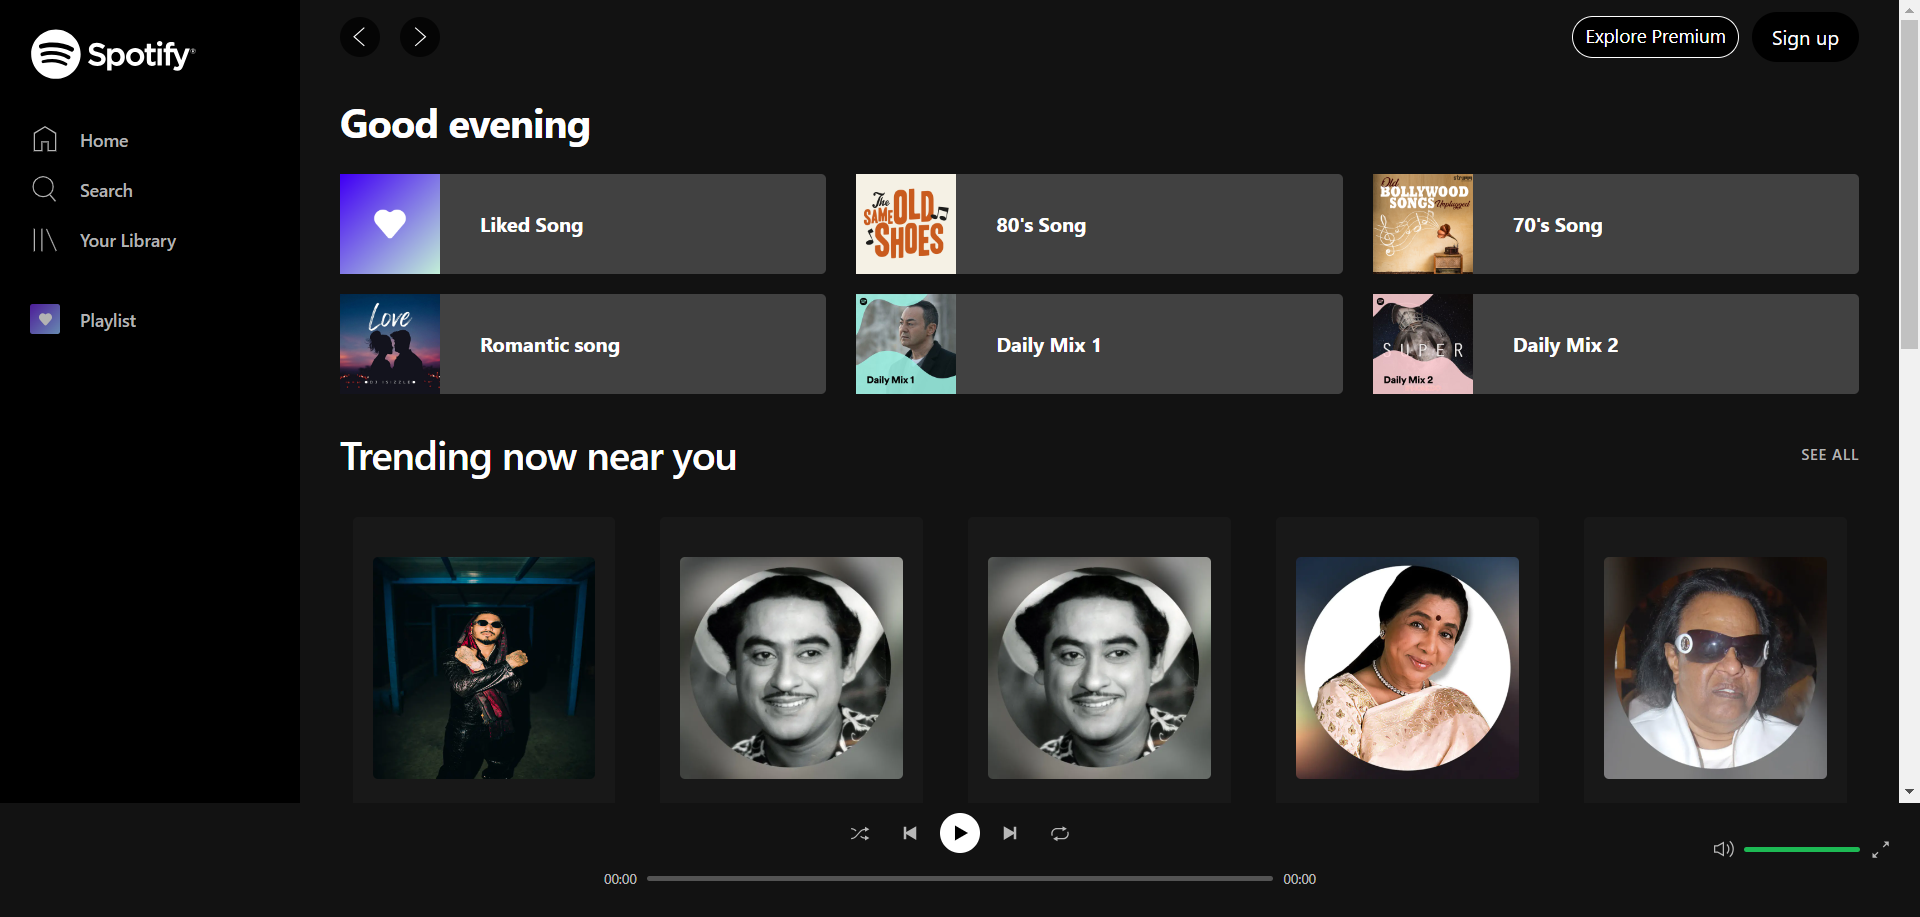 Spotify
Explore Premium
Sign up
Home
Search
Your Library
Playlist
Good evening
Liked Song
The SAME OLD SHOES
80's Song
Old
BOLLYWOOD
SONGS Unplugged
70's Song
Love
Romantic song
Daily Mix 1
Daily Mix 1
SUPER
Daily Mix 2
Daily Mix 2
Trending now near you
SEE ALL
00:00
00:00